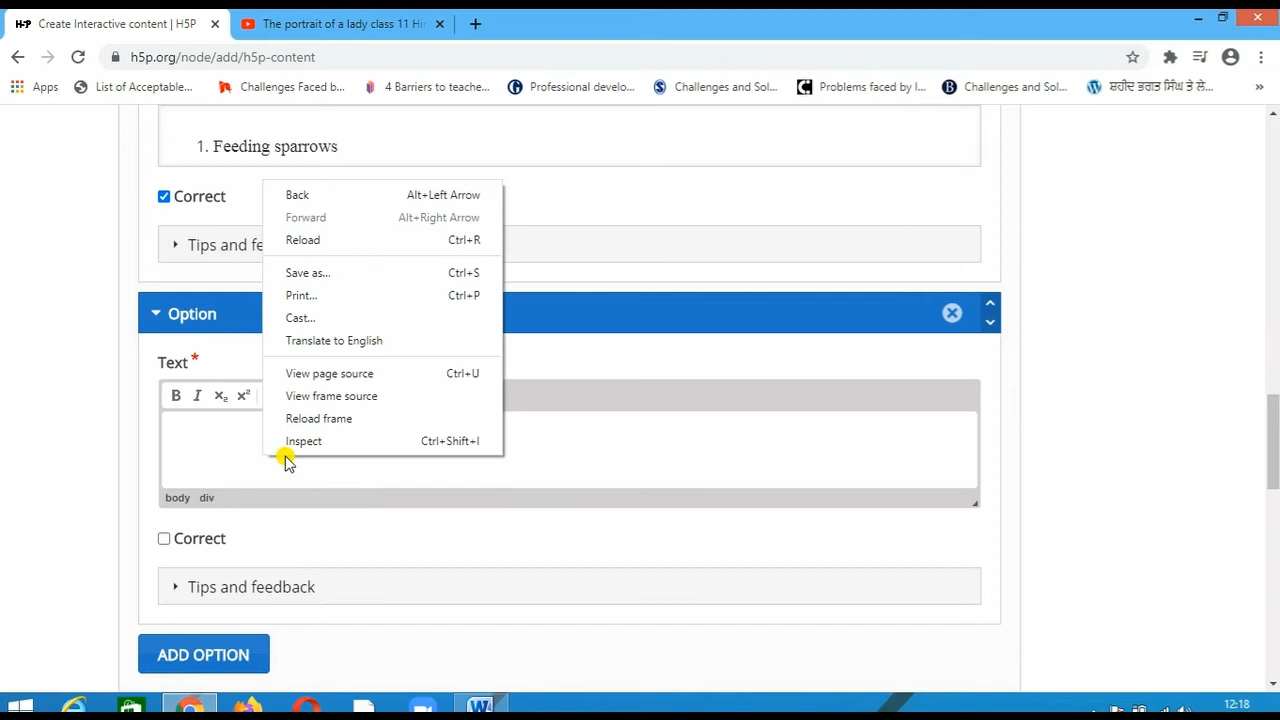 H-P Create Interactive content | H5P
The portrait of a lady class 11 Hi
h5p.org/node/add/h5p-content
Apps
List of Acceptable...
Challenges Faced b...
4 Barriers to teache...
Professional develo...
Challenges and Sol...
Problems faced by l...
Challenges and Sol...
ਸ਼ਹੀਦ ਭਗਤ ਸਿੰਘ ਤੇ ਲੇ...
»
1. Feeding sparrows
Correct
Tips and fe
Back Alt+Left Arrow
Forward Alt+Right Arrow
Reload Ctrl+R
Save as... Ctrl+S
Print... Ctrl+P
Cast...
Translate to English
View page source Ctrl+U
View frame source
Reload frame
Inspect Ctrl+Shift+I
Option
Text *
B I x₂ x²
body div
Correct
Tips and feedback
ADD OPTION
12:18